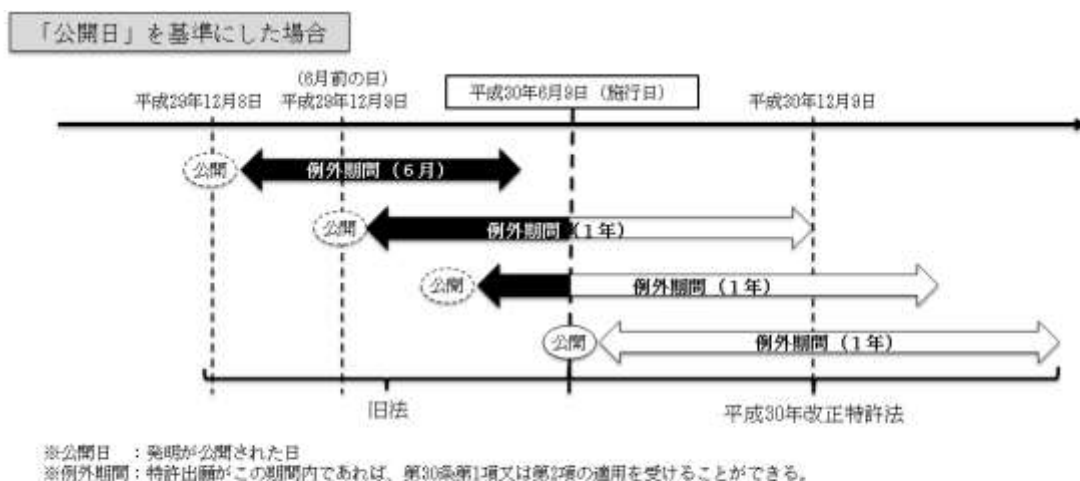 「公開日」を基準にした場合
(6月前の日)
平成29年12月8日
平成29年12月9日
平成30年6月9日（施行日）
平成30年12月9日
公開
例外期間（６月）
公開
例外期間（１年）
公開
例外期間（１年）
公開
例外期間（１年）
旧法
平成30年改正特許法
※公開日　：発明が公開された日
※例外期間：特許出願がこの期間内であれば、第30条第1項又は第2項の適用を受けることができる。